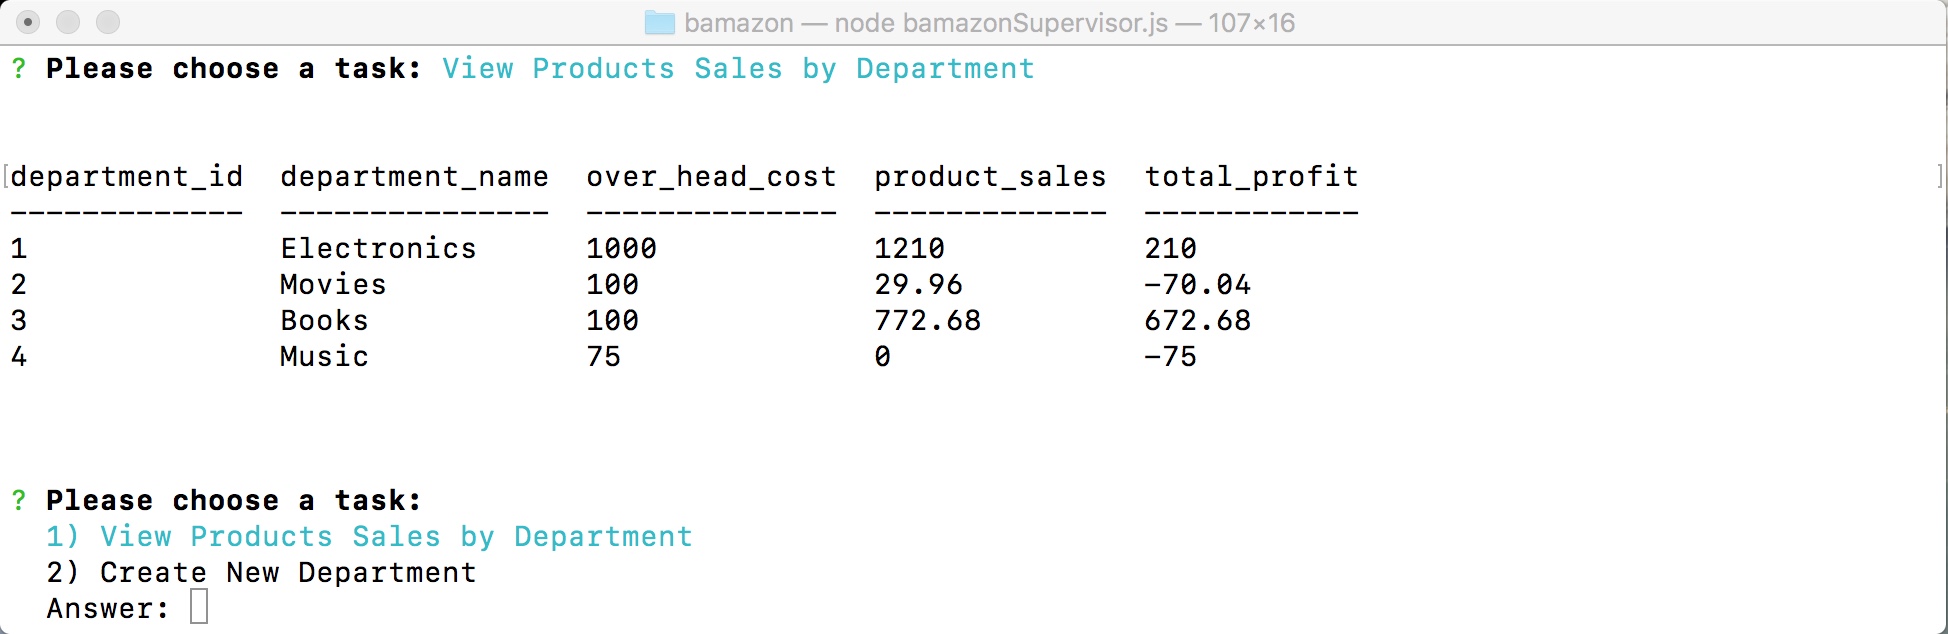 bamazon — node bamazonSupervisor.js — 107×16
? Please choose a task: View Products Sales by Department
[department_id  department_name  over_head_cost  product_sales  total_profit ]
-------------  ---------------  --------------  -------------  ------------
1              Electronics      1000            1210           210
2              Movies           100             29.96          -70.04
3              Books            100             772.68         672.68
4              Music            75              0              -75
? Please choose a task:
1) View Products Sales by Department
2) Create New Department
Answer: